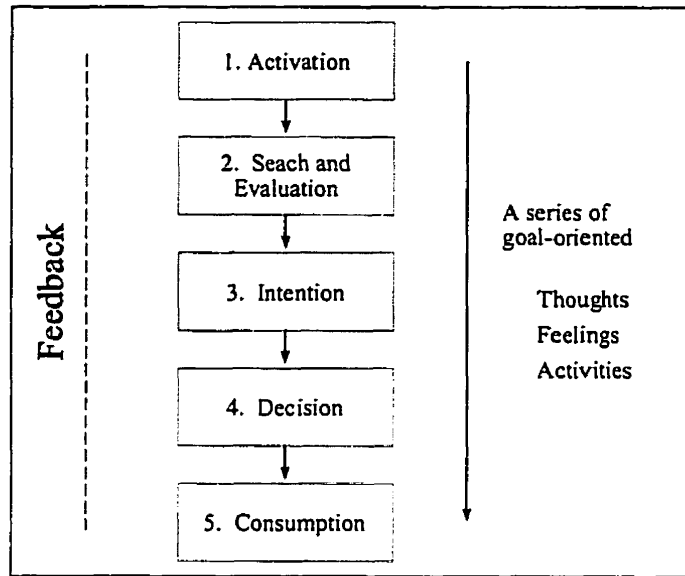 Feedback
1. Activation
2. Seach and
Evaluation
3. Intention
4. Decision
5. Consumption
A series of
goal-oriented
Thoughts
Feelings
Activities